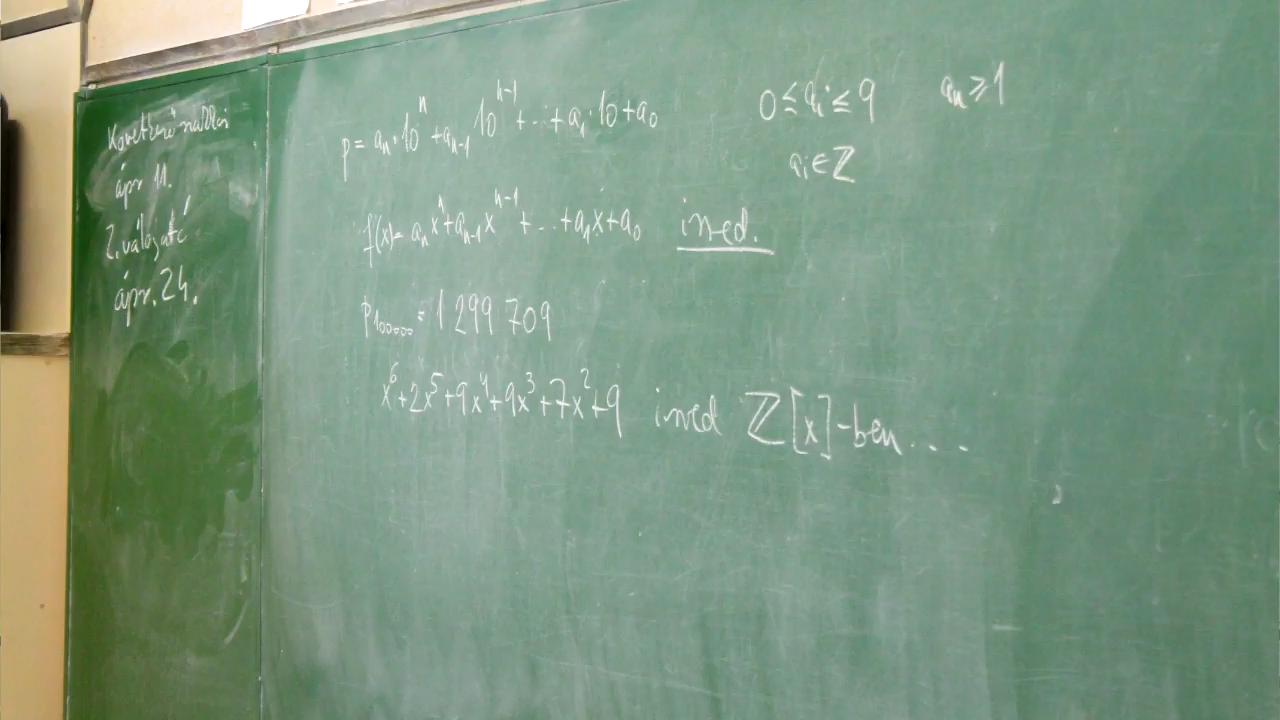 ápr 11.
2. válogató
ápr. 24.
p = aₙ·10ⁿ + aₙ₋₁ 10ⁿ⁻¹ + ... + a₁·10 + a₀
0 ≤ aᵢ ≤ 9
aₙ ≥ 1
aᵢ ∈ ℤ
f(x) = aₙxⁿ + aₙ₋₁xⁿ⁻¹ + ... + a₁x + a₀ irred.
p₁₀₀₀₀₀ = 1 299 709
x⁶ + 2x⁵ + 9x⁴ + 9x³ + 7x² + 9 irred ℤ[x]-ben ....